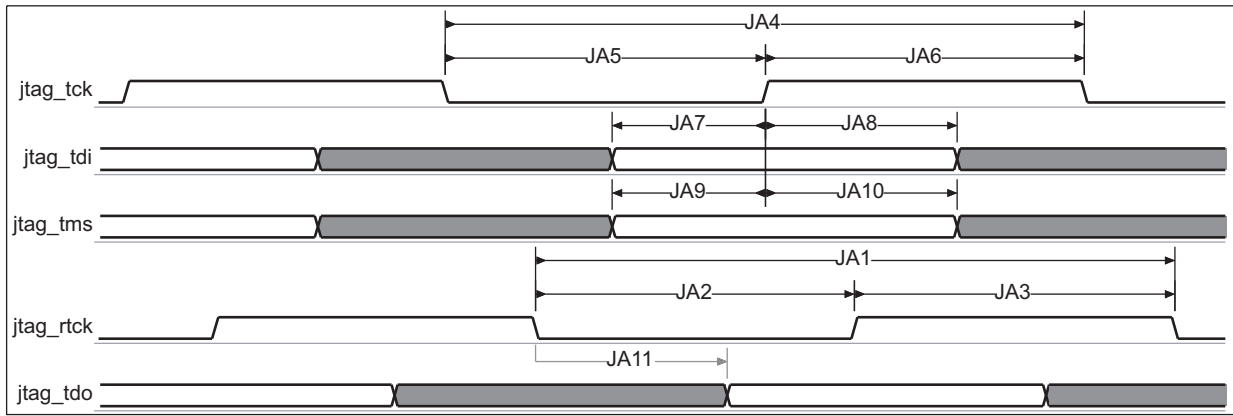 JA4
JA5 JA6
jtag_tck
JA7 JA8
jtag_tdi
JA9 JA10
jtag_tms
JA1
JA2 JA3
jtag_rtck
JA11
jtag_tdo